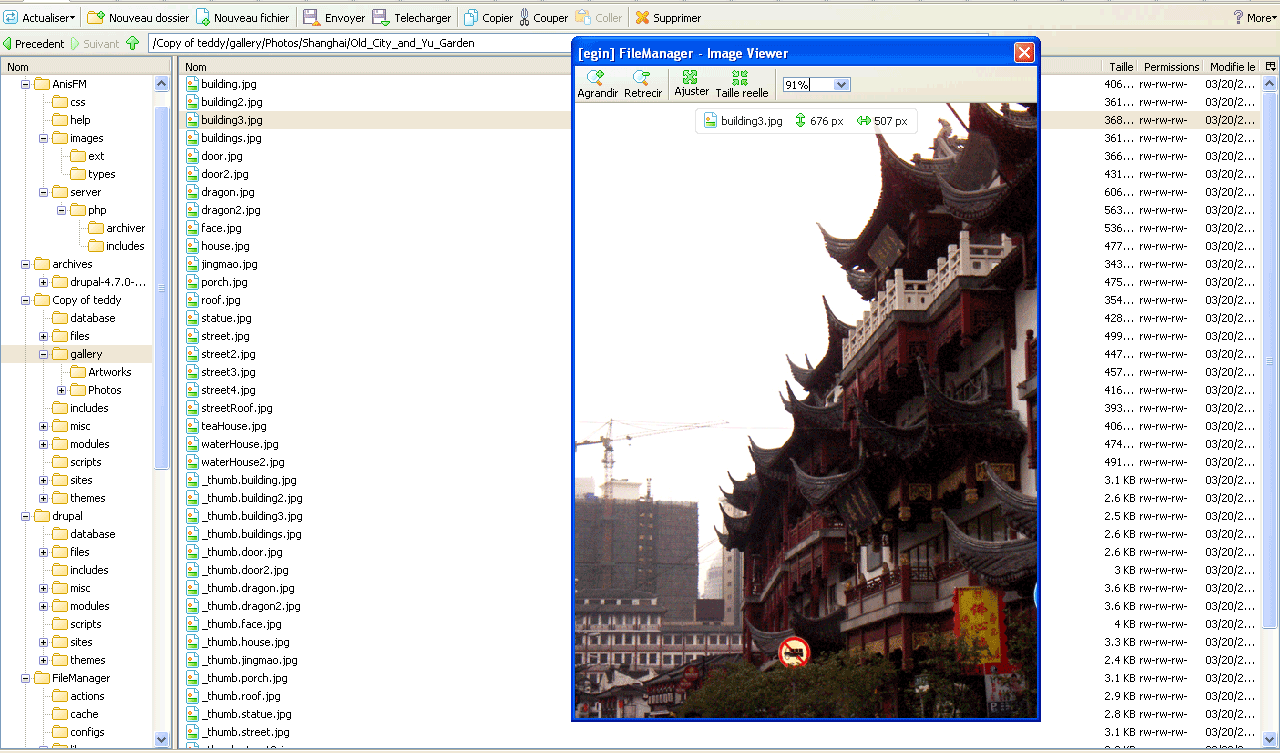 Actualiser Nouveau dossier Nouveau fichier Envoyer Telecharger Copier Couper Coller Supprimer ? More
Precedent Suivant /Copy of teddy/gallery/Photos/Shanghai/Old_City_and_Yu_Garden
[egin] FileManager - Image Viewer
Agrandir Retrecir Ajuster Taille reelle 91%
building3.jpg 676 px 507 px
Nom
AnisFM
css
help
images
ext
types
server
php
archiver
includes
archives
drupal-4.7.0-...
Copy of teddy
database
files
gallery
Artworks
Photos
includes
misc
modules
scripts
sites
themes
drupal
database
files
includes
misc
modules
scripts
sites
themes
FileManager
actions
cache
configs
Nom Taille Permissions Modifie le
building.jpg 406... rw-rw-rw- 03/20/2...
building2.jpg 361... rw-rw-rw- 03/20/2...
building3.jpg 368... rw-rw-rw- 03/20/2...
buildings.jpg 361... rw-rw-rw- 03/20/2...
door.jpg 366... rw-rw-rw- 03/20/2...
door2.jpg 431... rw-rw-rw- 03/20/2...
dragon.jpg 606... rw-rw-rw- 03/20/2...
dragon2.jpg 563... rw-rw-rw- 03/20/2...
face.jpg 536... rw-rw-rw- 03/20/2...
house.jpg 477... rw-rw-rw- 03/20/2...
jingmao.jpg 343... rw-rw-rw- 03/20/2...
porch.jpg 475... rw-rw-rw- 03/20/2...
roof.jpg 354... rw-rw-rw- 03/20/2...
statue.jpg 428... rw-rw-rw- 03/20/2...
street.jpg 499... rw-rw-rw- 03/20/2...
street2.jpg 447... rw-rw-rw- 03/20/2...
street3.jpg 457... rw-rw-rw- 03/20/2...
street4.jpg 416... rw-rw-rw- 03/20/2...
streetRoof.jpg 393... rw-rw-rw- 03/20/2...
teaHouse.jpg 406... rw-rw-rw- 03/20/2...
waterHouse.jpg 474... rw-rw-rw- 03/20/2...
waterHouse2.jpg 491... rw-rw-rw- 03/20/2...
_thumb.building.jpg 3.1 KB rw-rw-rw- 03/20/2...
_thumb.building2.jpg 2.6 KB rw-rw-rw- 03/20/2...
_thumb.building3.jpg 2.5 KB rw-rw-rw- 03/20/2...
_thumb.buildings.jpg 2.6 KB rw-rw-rw- 03/20/2...
_thumb.door.jpg 2.6 KB rw-rw-rw- 03/20/2...
_thumb.door2.jpg 3 KB rw-rw-rw- 03/20/2...
_thumb.dragon.jpg 3.6 KB rw-rw-rw- 03/20/2...
_thumb.dragon2.jpg 3.6 KB rw-rw-rw- 03/20/2...
_thumb.face.jpg 4 KB rw-rw-rw- 03/20/2...
_thumb.house.jpg 3 KB rw-rw-rw- 03/20/2...
_thumb.jingmao.jpg 2.4 KB rw-rw-rw- 03/20/2...
_thumb.porch.jpg 3.1 KB rw-rw-rw- 03/20/2...
_thumb.roof.jpg rw-rw-rw- 03/20/2...
_thumb.statue.jpg 2.8 KB rw-rw-rw- 03/20/2...
_thumb.street.jpg 3.1 KB rw-rw-rw- 03/20/2...